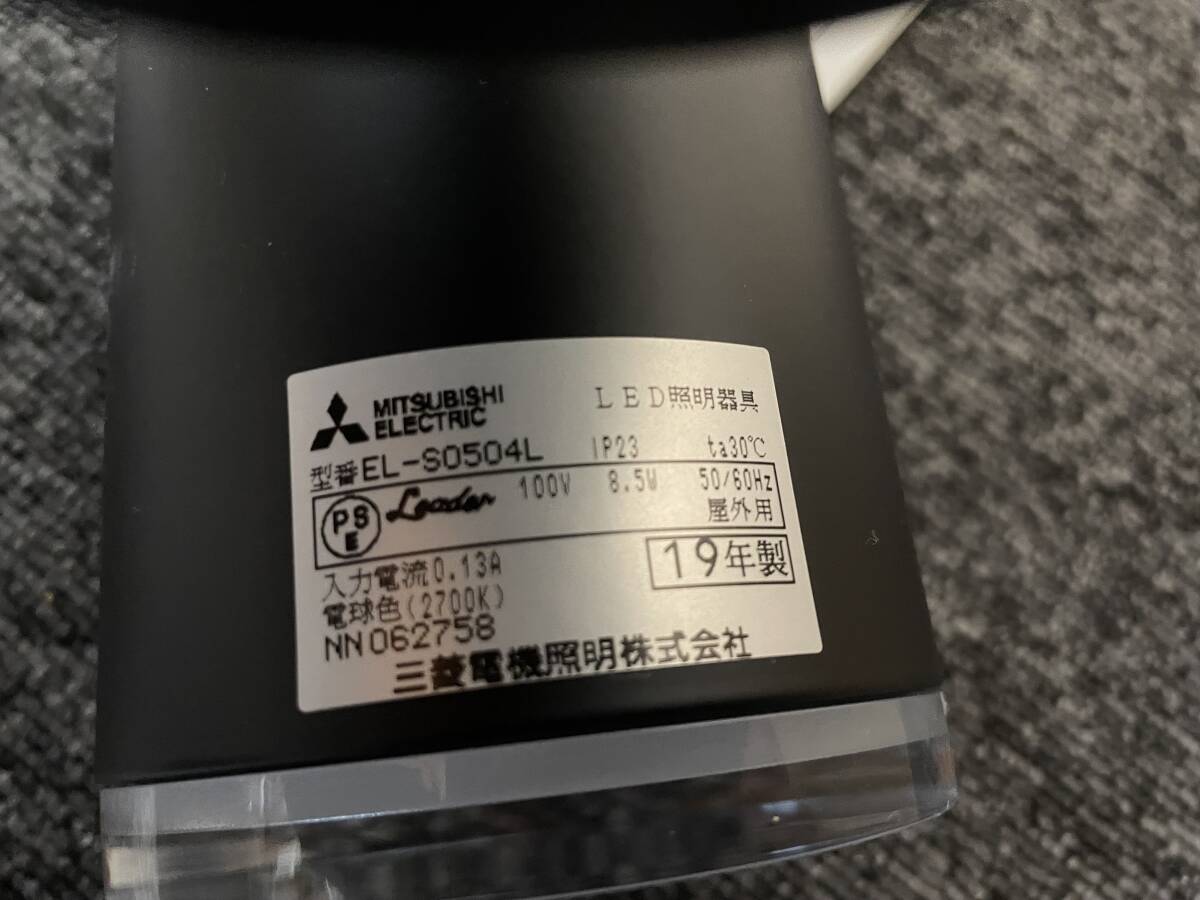 MITSUBISHI
ELECTRIC
LED照明器具
型番EL-S0504L IP23 ta30℃
PS
E
Leader 100V 8.5W 50/60Hz
屋外用
入力電流0.13A
19年製
電球色(2700K)
NN062758
三菱電機照明株式会社